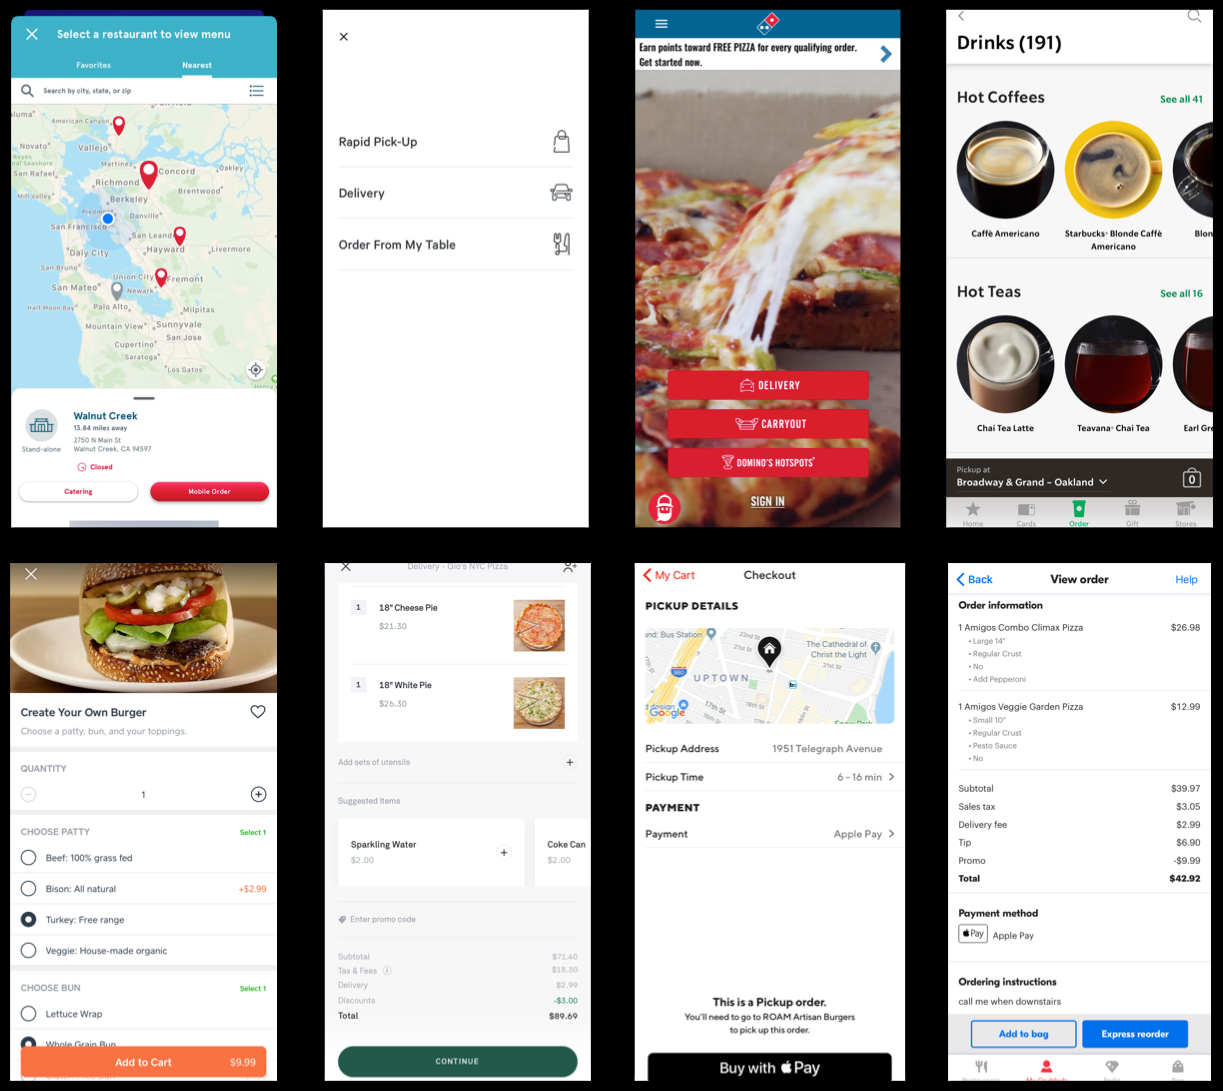 Select a restaurant to view menu
Favorites
Nearest
Search by city, state, or zip
American Canyon
Novato
Vallejo
San Rafael
Martinez
Concord
Oakley
Mill Valley
Richmond
Brentwood
Berkeley
Piedmont
Danville
San Francisco
San Leand
Daly City
Hayward
Livermore
San Bruno
Union City
Fremont
San Mateo
Newark
Half Moon Bay
Palo Alto
Mountain View
Sunnyvale
San Jose
Cupertino
Saratoga
Los Gatos
Walnut Creek
13.84 miles away
2750 N Main St
Walnut Creek, CA 94597
Stand-alone
Closed
Catering
Mobile Order
Rapid Pick-Up
Delivery
Order From My Table
Earn points toward FREE PIZZA for every qualifying order.
Get started now.
DELIVERY
CARRYOUT
DOMINO'S HOTSPOTS®
SIGN IN
Drinks (191)
Hot Coffees
See all 41
Caffè Americano
Starbucks® Blonde Caffè
Americano
Blon
Hot Teas
See all 16
Chai Tea Latte
Teavana® Chai Tea
Earl Gre
Pickup at
Broadway & Grand – Oakland
0
Home
Cards
Order
Gift
Stores
Create Your Own Burger
Choose a patty, bun, and your toppings.
QUANTITY
1
CHOOSE PATTY
Select 1
Beef: 100% grass fed
Bison: All natural
+$2.99
Turkey: Free range
Veggie: House-made organic
CHOOSE BUN
Select 1
Lettuce Wrap
Whole Grain Bun
Add to Cart
$9.99
Delivery - Gio's NYC Pizza
1
18" Cheese Pie
$21.30
1
18" White Pie
$26.30
Add sets of utensils
Suggested Items
Sparkling Water
$2.00
Coke Can
$2.00
Enter promo code
Subtotal
$71.40
Tax & Fees
$18.30
Delivery
$2.99
Discounts
-$3.00
Total
$89.69
CONTINUE
My Cart
Checkout
PICKUP DETAILS
und: Bus Station
The Cathedral of
Christ the Light
22nd St
21st St
UPTOWN
Google
Pickup Address
1951 Telegraph Avenue
Pickup Time
6 - 16 min
PAYMENT
Payment
Apple Pay
This is a Pickup order.
You'll need to go to ROAM Artisan Burgers
to pick up this order.
Buy with Pay
Back
View order
Help
Order information
1 Amigos Combo Climax Pizza
$26.98
• Large 14"
• Regular Crust
• No
• Add Pepperoni
1 Amigos Veggie Garden Pizza
$12.99
• Small 10"
• Regular Crust
• Pesto Sauce
• No
Subtotal
$39.97
Sales tax
$3.05
Delivery fee
$2.99
Tip
$6.90
Promo
-$9.99
Total
$42.92
Payment method
Pay
Apple Pay
Ordering instructions
call me when downstairs
Add to bag
Express reorder
My Grubhub